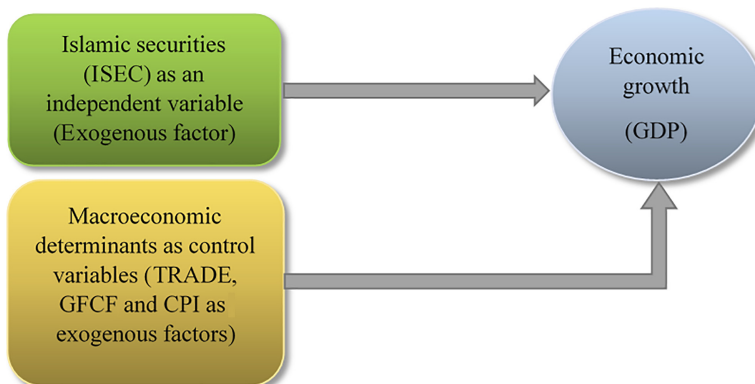 Islamic securities
(ISEC) as an
independent variable
(Exogenous factor)
Economic
growth
(GDP)
Macroeconomic
determinants as control
variables (TRADE,
GFCF and CPI as
exogenous factors)